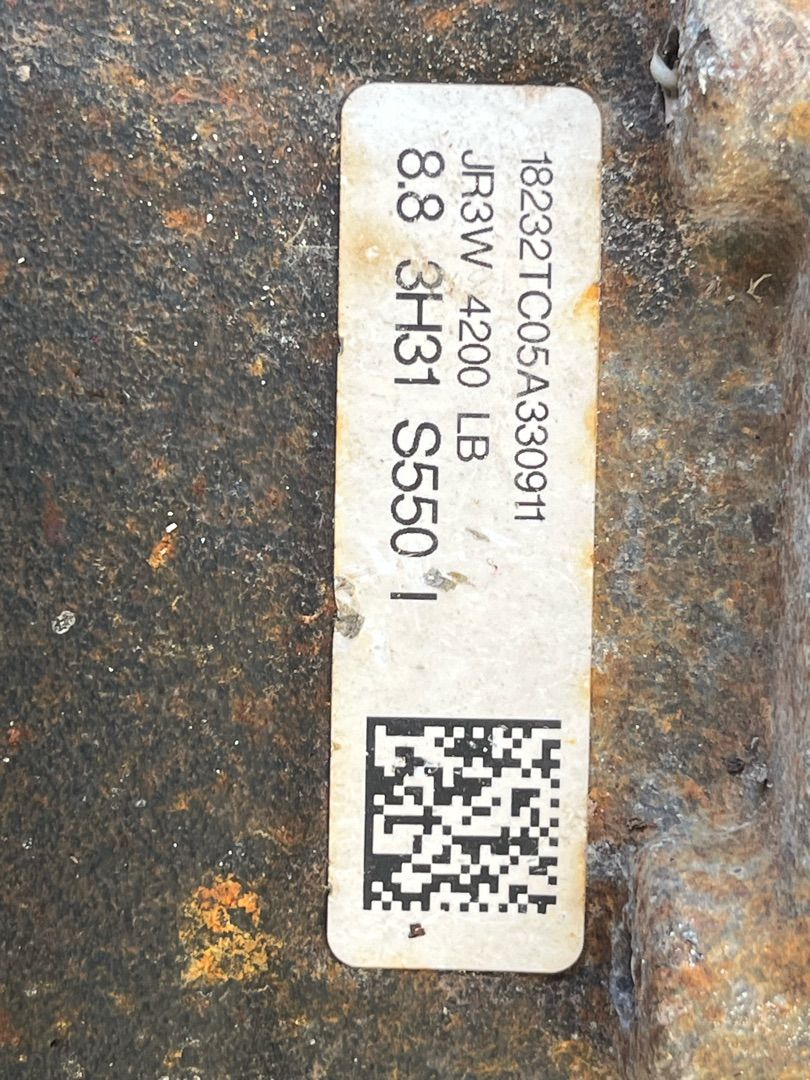 18232TC05A330911
JR3W 4200 LB
8.8 3H31 S550 I